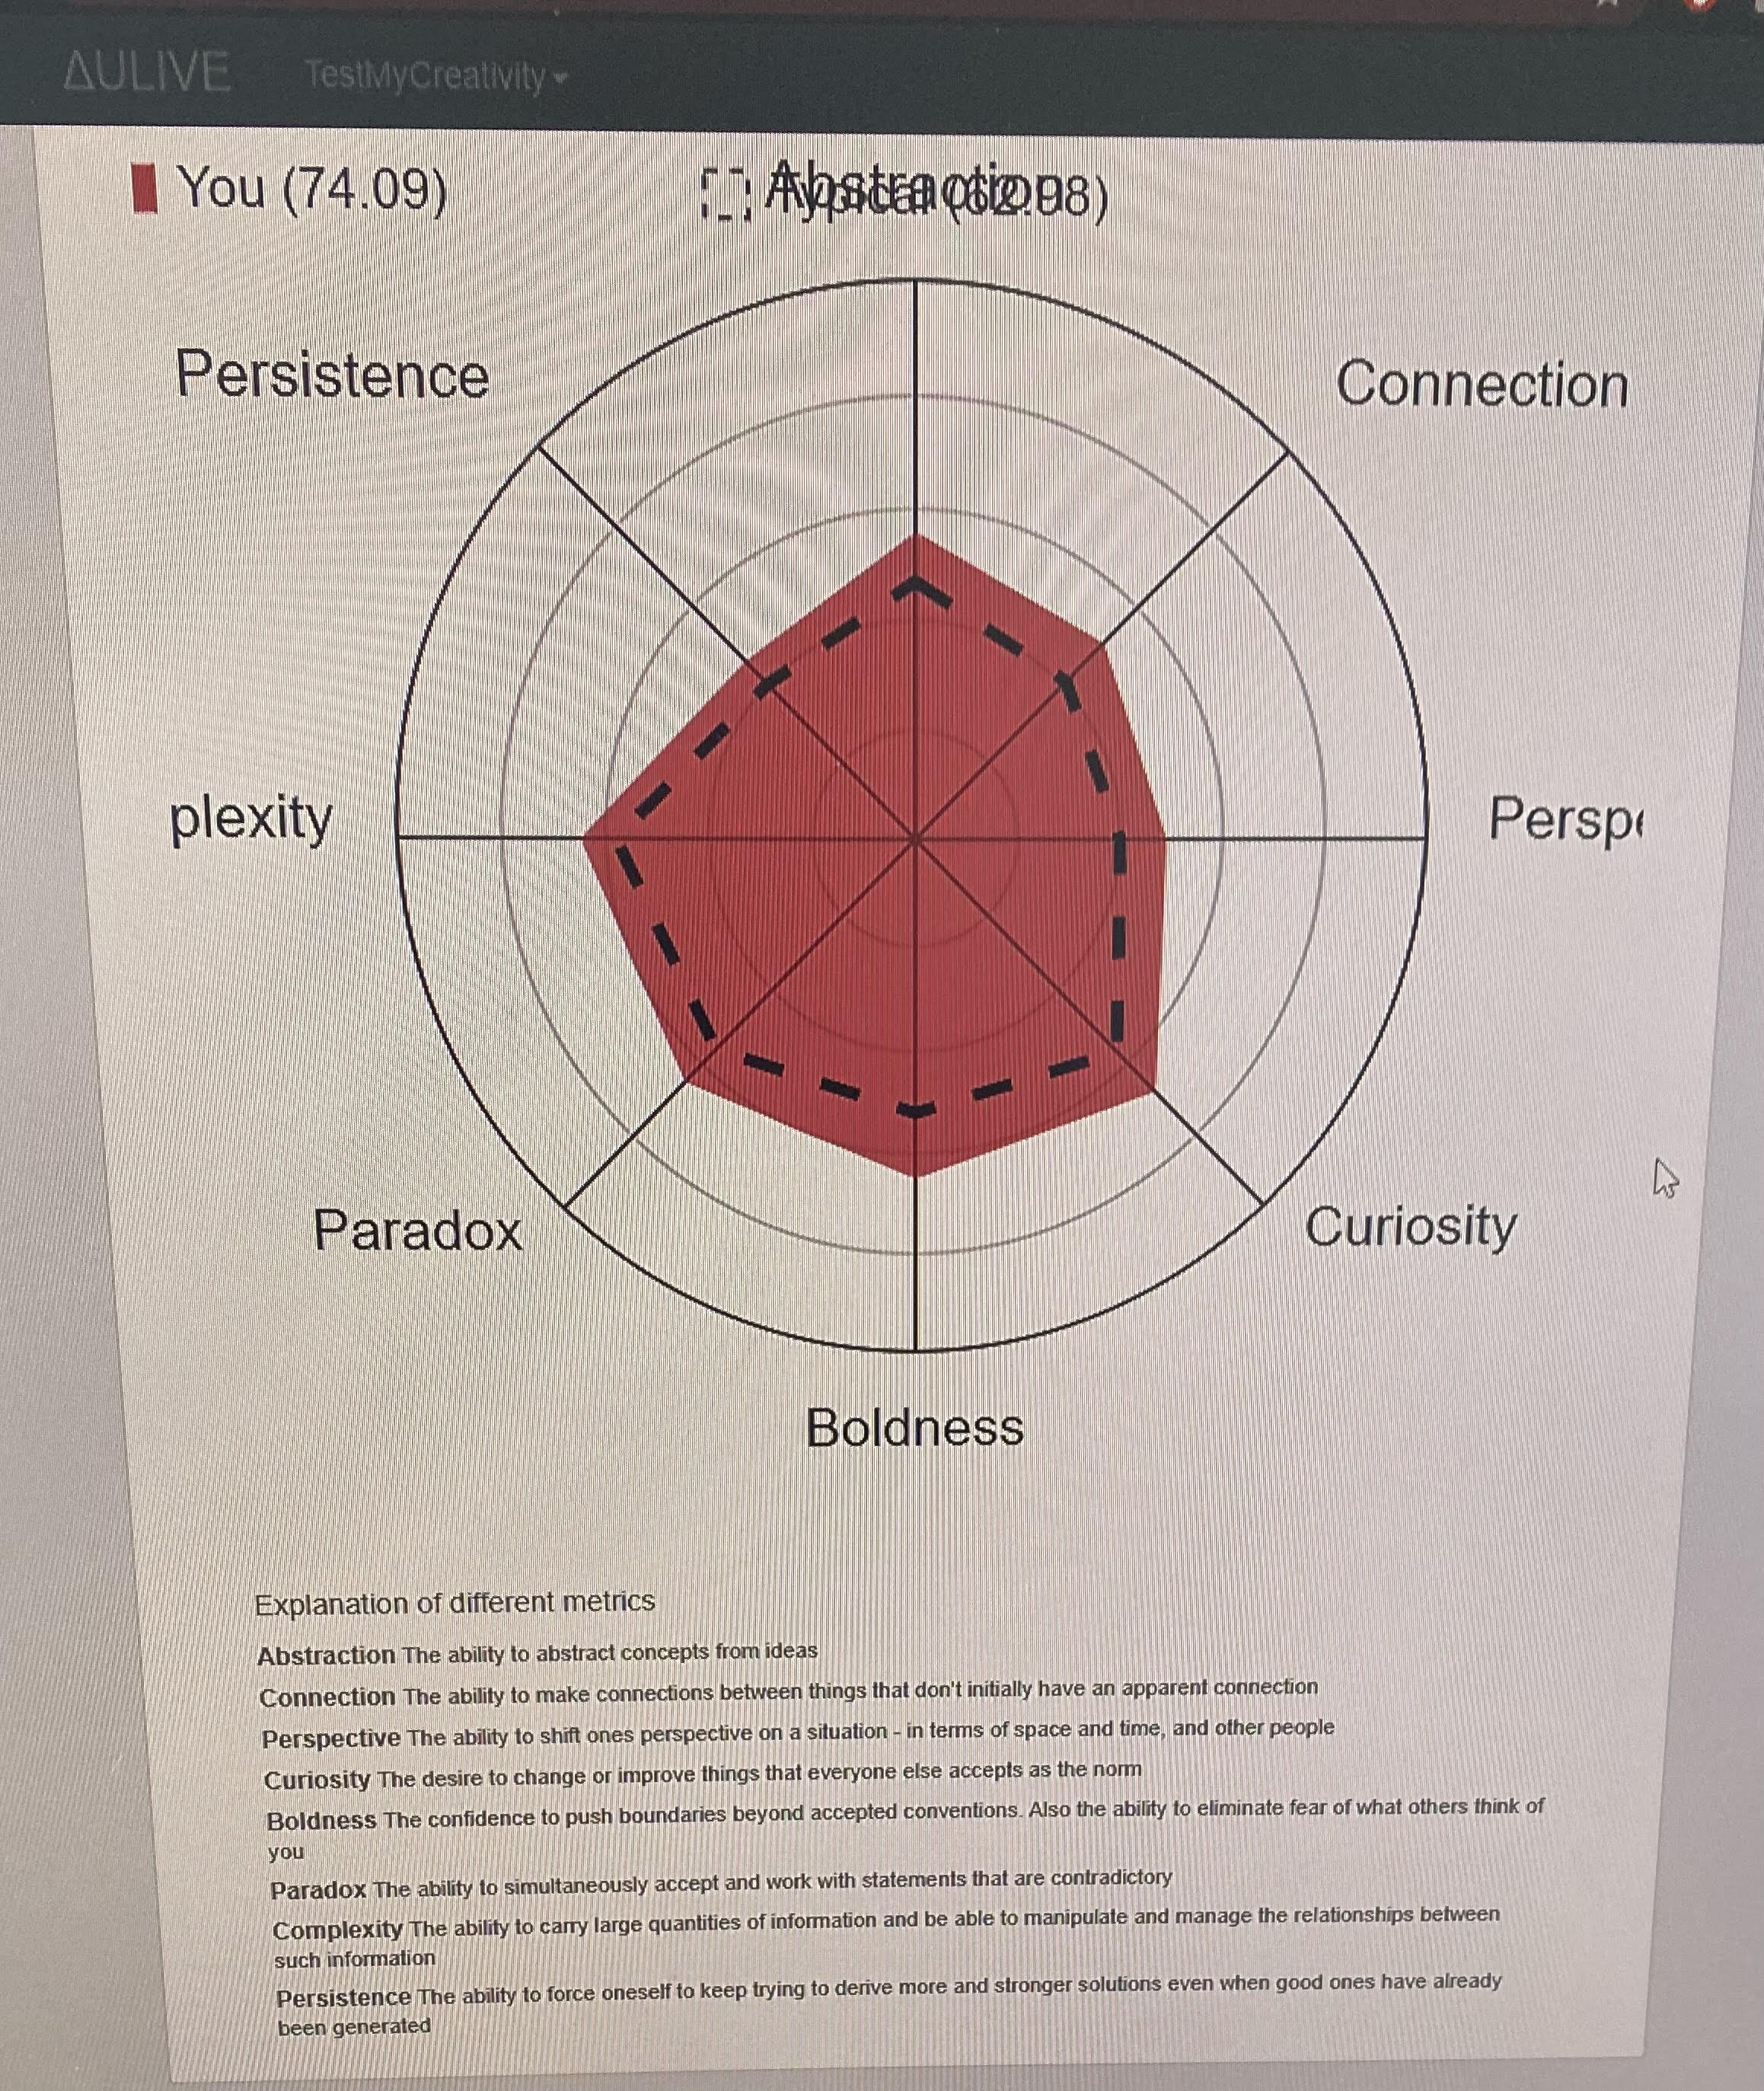 ΔULIVE TestMyCreativity
You (74.09) Abstraction
Persistence Connection
plexity Perspe
Paradox Curiosity
Boldness
Explanation of different metrics
Abstraction The ability to abstract concepts from ideas
Connection The ability to make connections between things that don't initially have an apparent connection
Perspective The ability to shift ones perspective on a situation - in terms of space and time, and other people
Curiosity The desire to change or improve things that everyone else accepts as the norm
Boldness The confidence to push boundaries beyond accepted conventions. Also the ability to eliminate fear of what others think of
you
Paradox The ability to simultaneously accept and work with statements that are contradictory
Complexity The ability to carry large quantities of information and be able to manipulate and manage the relationships between
such information
Persistence The ability to force oneself to keep trying to derive more and stronger solutions even when good ones have already
been generated